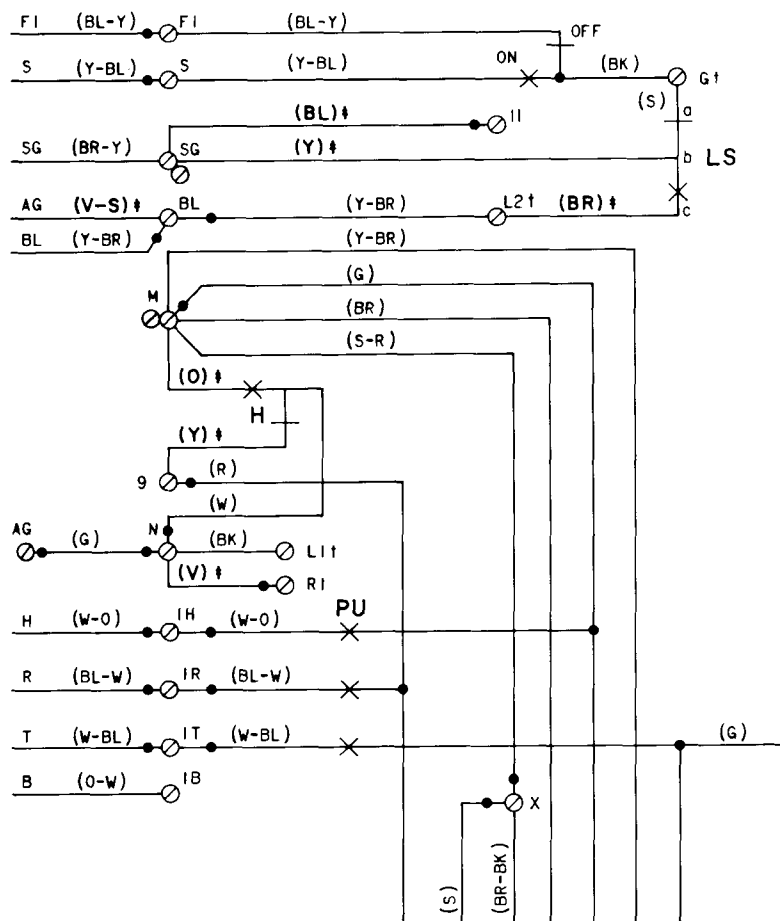 F1 (BL-Y) F1 (BL-Y)
OFF
S (Y-BL) S (Y-BL) ON (BK) G†
(S) a
(BL)‡ 11
SG (BR-Y) SG (Y)‡ b LS
AG (V-S)‡ BL (Y-BR) L2† (BR)‡ c
BL (Y-BR) (Y-BR)
(G)
M (BR)
(S-R)
(O)‡
H
(Y)‡
9 (R)
(W)
AG (G) N (BK) L1†
(V)‡ R1
PU
H (W-O) 1H (W-O)
R (BL-W) 1R (BL-W)
T (W-BL) 1T (W-BL) (G)
B (O-W) 1B
X
(S) (BR-BK)